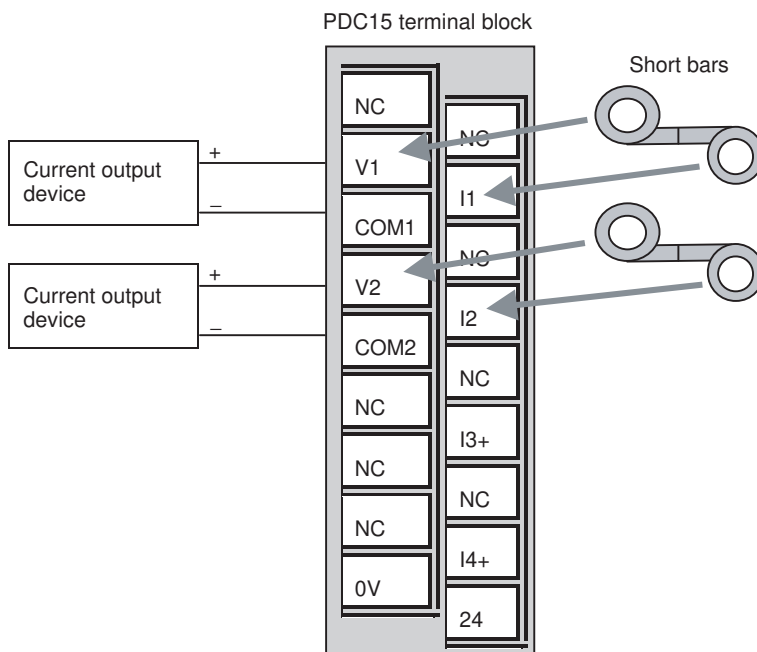 PDC15 terminal block
Short bars
Current output
device
+
−
Current output
device
+
−
NC
V1
COM1
V2
COM2
NC
NC
NC
0V
NC
I1
NC
I2
NC
I3+
NC
I4+
24